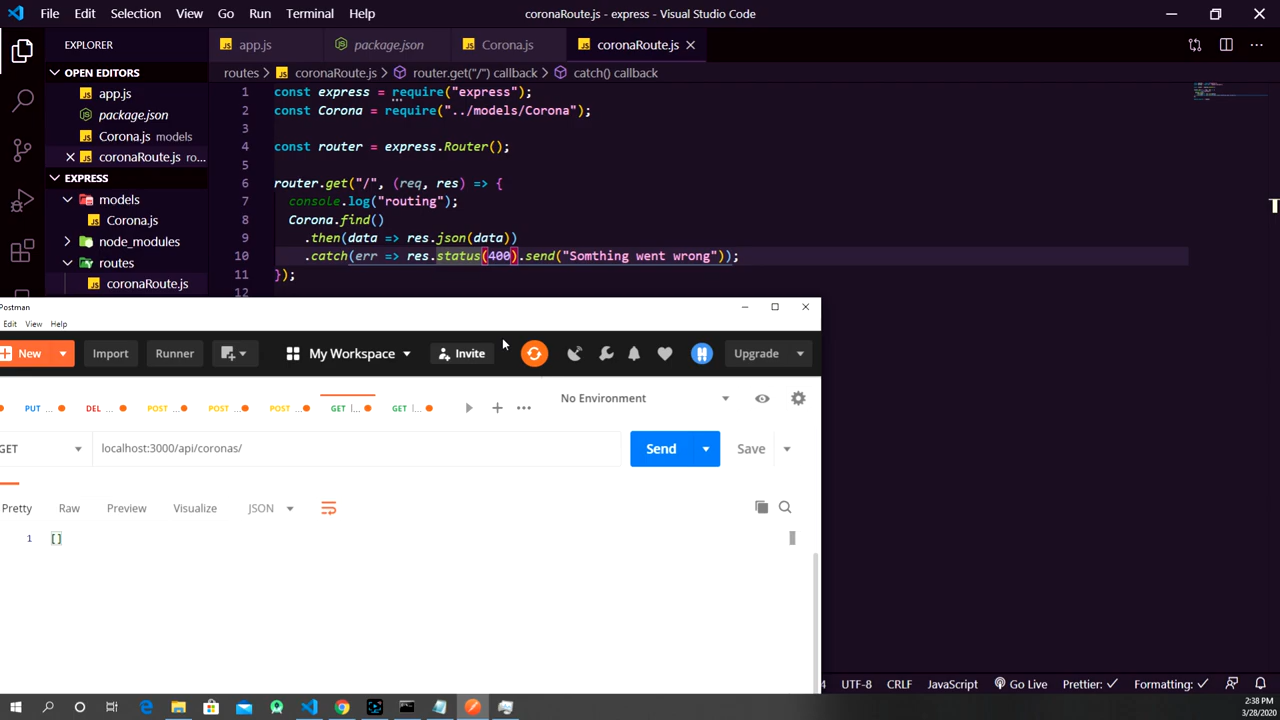 File Edit Selection View Go Run Terminal Help coronaRoute.js - express - Visual Studio Code
EXPLORER app.js package.json Corona.js coronaRoute.js
OPEN EDITORS routes > coronaRoute.js > router.get("/") callback > catch() callback
app.js
package.json
Corona.js models
coronaRoute.js ro...
EXPRESS
models
Corona.js
node_modules
routes
coronaRoute.js
1 const express = require("express");
2 const Corona = require("../models/Corona");
3
4 const router = express.Router();
5
6 router.get("/", (req, res) => {
7 console.log("routing");
8 Corona.find()
9 .then(data => res.json(data))
10 .catch(err => res.status(400).send("Somthing went wrong"));
11 });
12
Postman
Edit View Help
New Import Runner My Workspace Invite Upgrade
PUT ... DEL ... POST ... POST ... POST ... GET |... GET |... No Environment
GET localhost:3000/api/coronas/ Send Save
Pretty Raw Preview Visualize JSON
1 []
4 UTF-8 CRLF JavaScript Go Live Prettier: ✓ Formatting: ✓
2:38 PM
3/28/2020